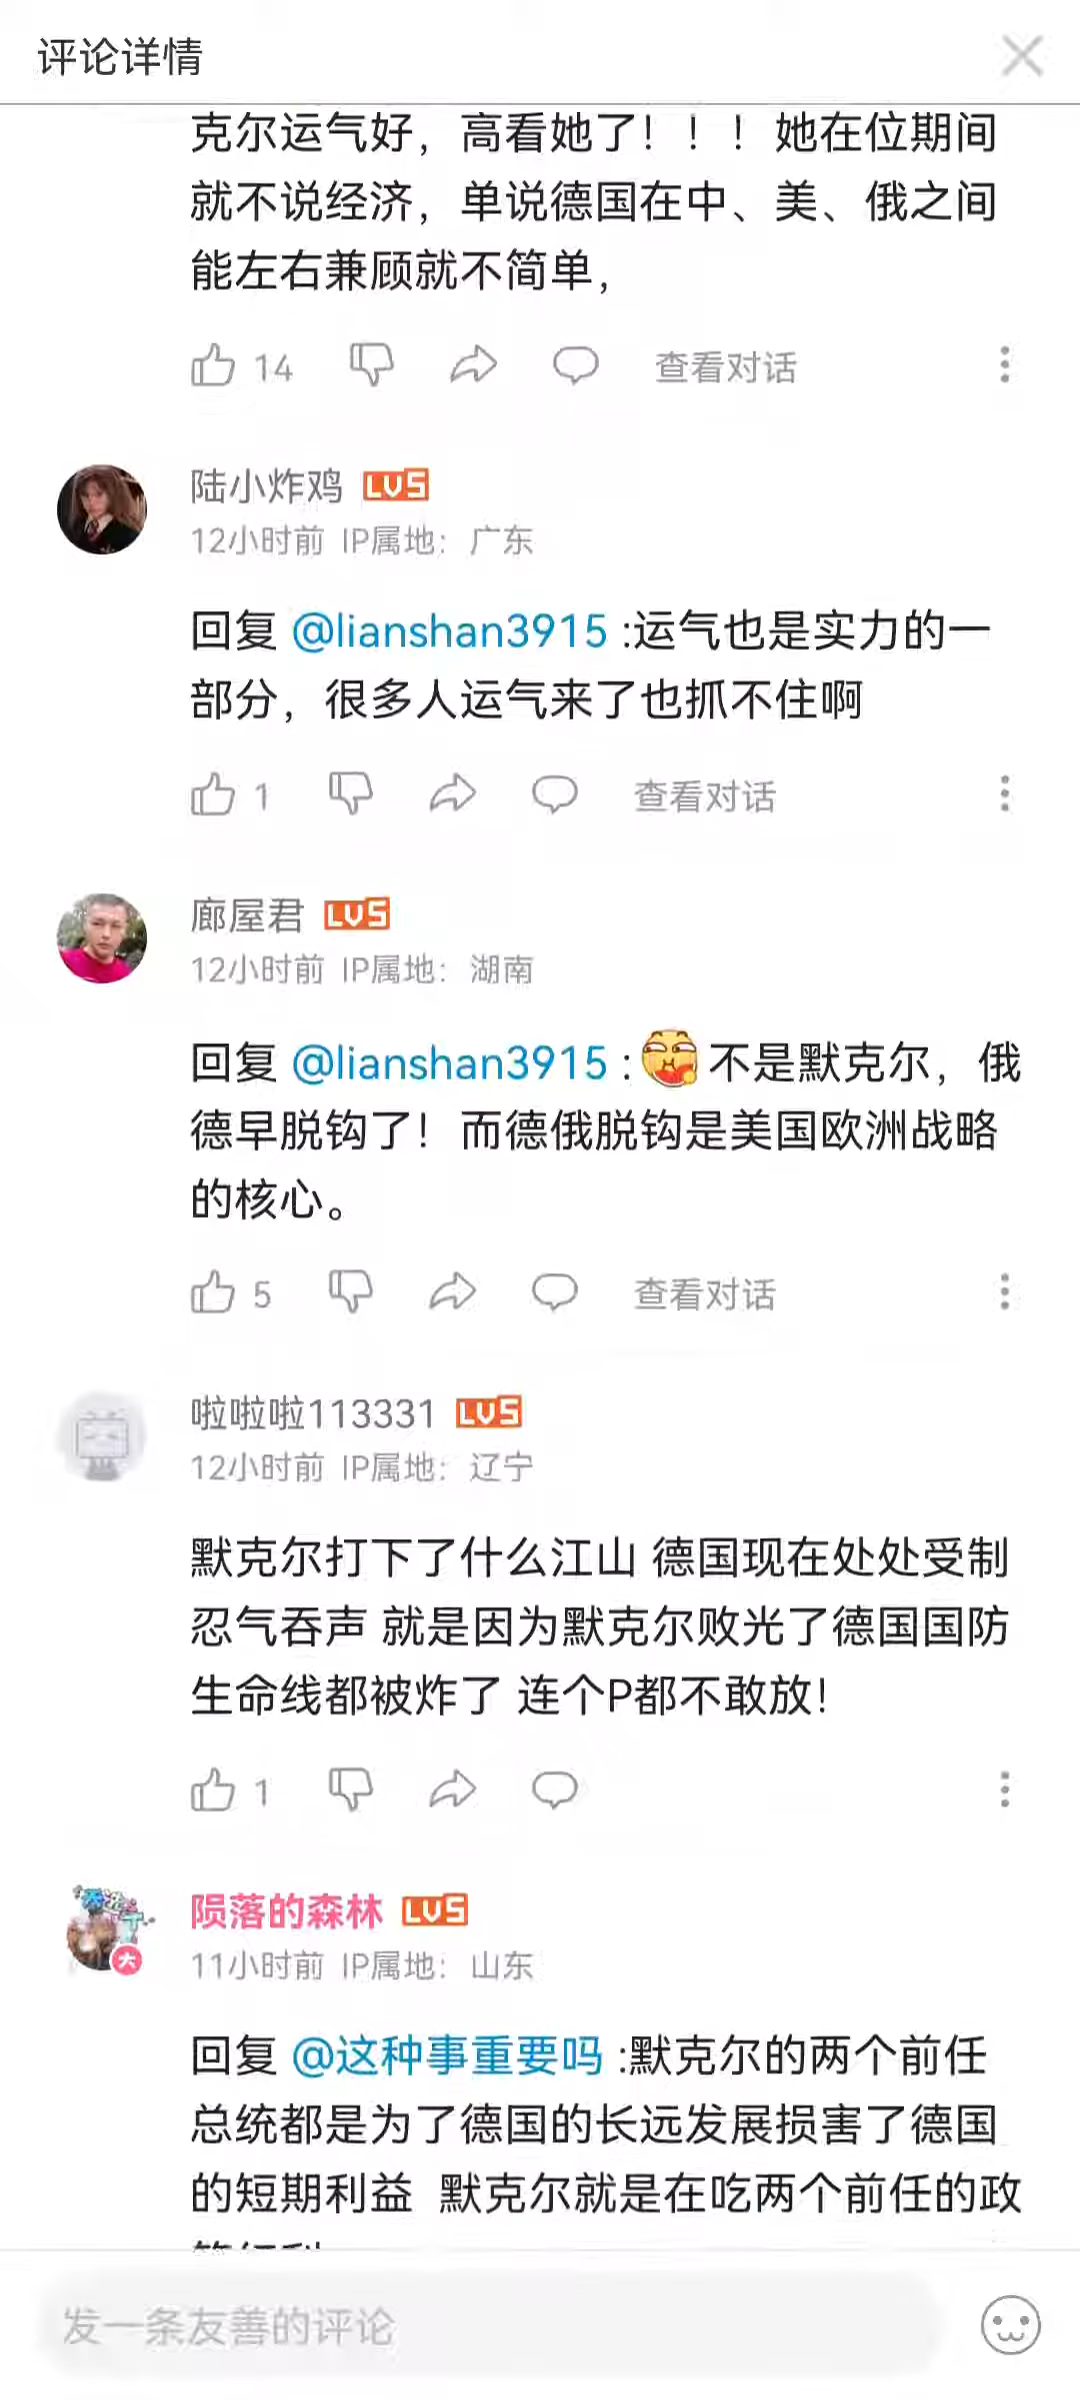 评论详情
克尔运气好，高看她了！！！她在位期间
就不说经济，单说德国在中、美、俄之间
能左右兼顾就不简单，
14 查看对话
陆小炸鸡 LV5
12小时前 IP属地：广东
回复 @lianshan3915 :运气也是实力的一
部分，很多人运气来了也抓不住啊
1 查看对话
廊屋君 LV5
12小时前 IP属地：湖南
回复 @lianshan3915 : 不是默克尔，俄
德早脱钩了！而德俄脱钩是美国欧洲战略
的核心。
5 查看对话
啦啦啦113331 LV5
12小时前 IP属地：辽宁
默克尔打下了什么江山 德国现在处处受制
忍气吞声 就是因为默克尔败光了德国国防
生命线都被炸了 连个P都不敢放！
1
大
陨落的森林 LV5
11小时前 IP属地：山东
回复 @这种事重要吗 :默克尔的两个前任
总统都是为了德国的长远发展损害了德国
的短期利益 默克尔就是在吃两个前任的政
发一条友善的评论